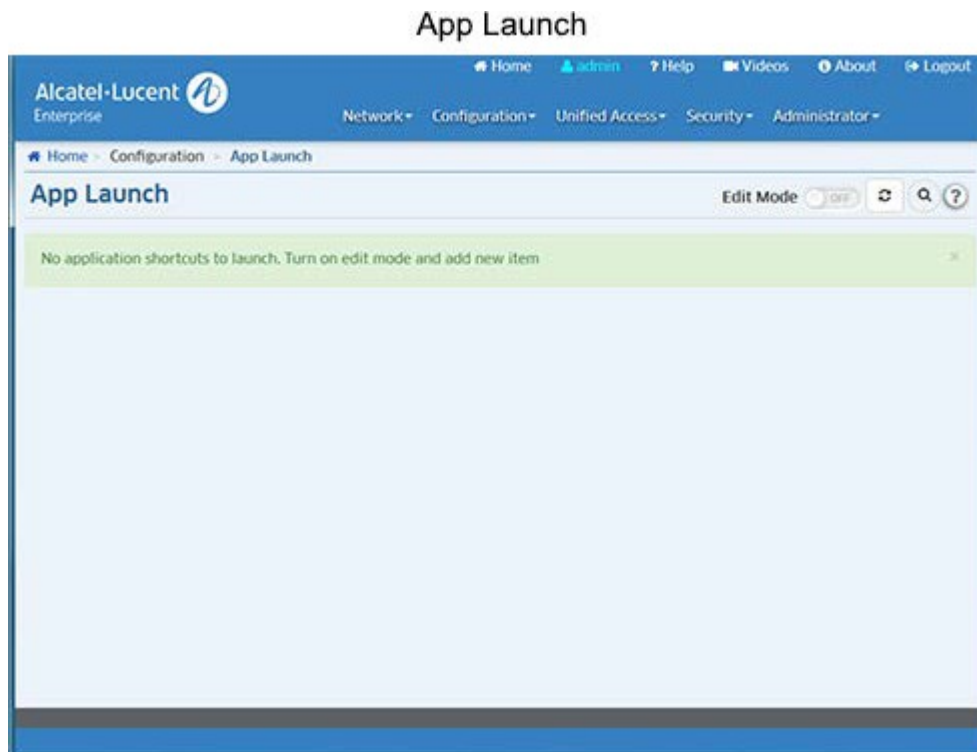 App Launch
Home admin ? Help Videos About Logout
Alcatel·Lucent
Enterprise
Network Configuration Unified Access Security Administrator
Home > Configuration > App Launch
App Launch
Edit Mode OFF ?
No application shortcuts to launch. Turn on edit mode and add new item ×